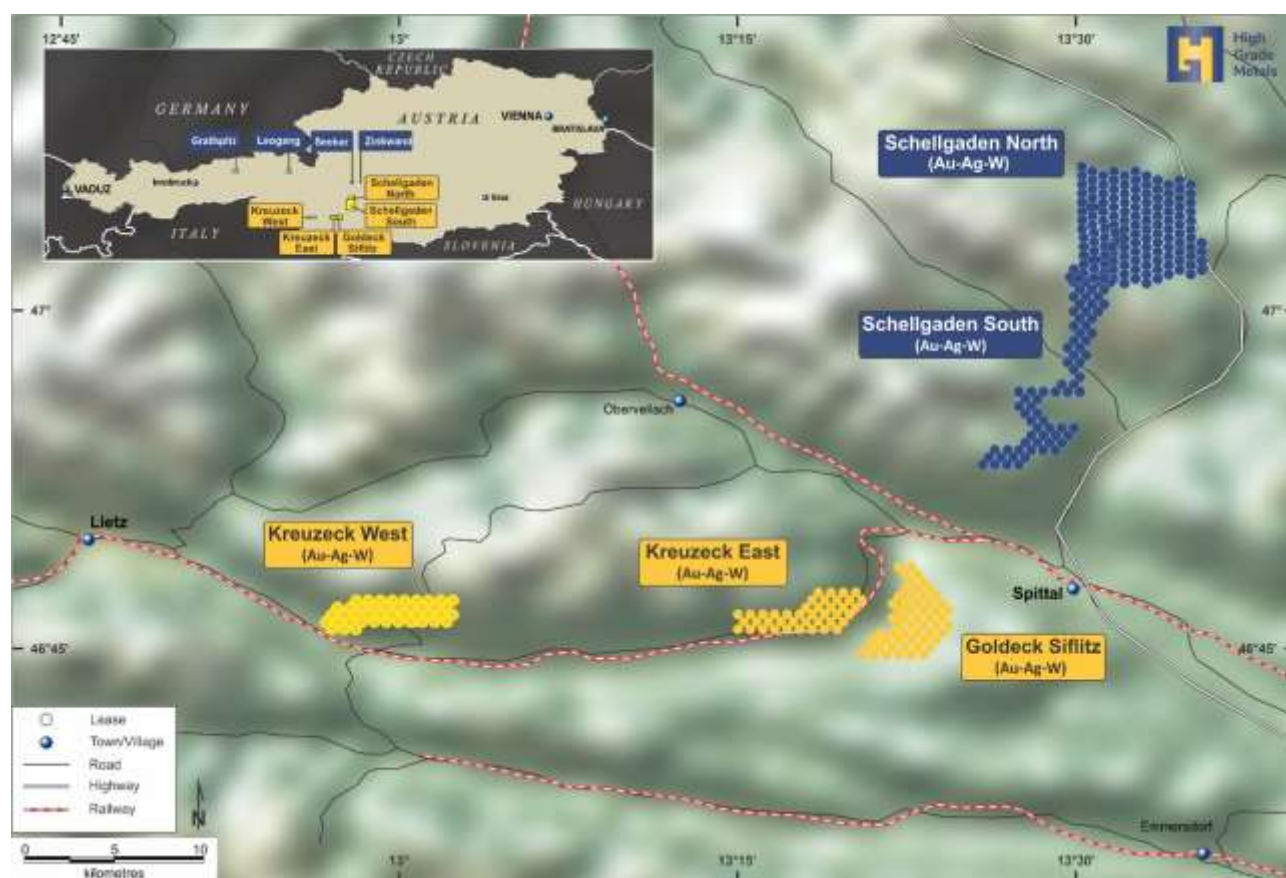 12°45'
13°
13°15'
13°30'
High
Grade
Metals
CZECH
REPUBLIC
GERMANY
AUSTRIA
VIENNA
BRATISLAVA
Leogang
Zinkwand
VADUZ
Innsbruck
Schellgaden
North
Kreuzeck
West
Schellgaden
South
Kreuzeck
East
Goldeck
Siflitz
HUNGARY
ITALY
SLOVENIA
Schellgaden North
(Au-Ag-W)
47°
47°
Schellgaden South
(Au-Ag-W)
Obervellach
Lietz
Kreuzeck West
(Au-Ag-W)
Kreuzeck East
(Au-Ag-W)
Spittal
46°45'
Goldeck Siflitz
(Au-Ag-W)
46°45'
Lease
Town/Village
Road
Highway
Railway
N
0 5 10
kilometres
Emmersdorf
13°
13°15'
13°30'